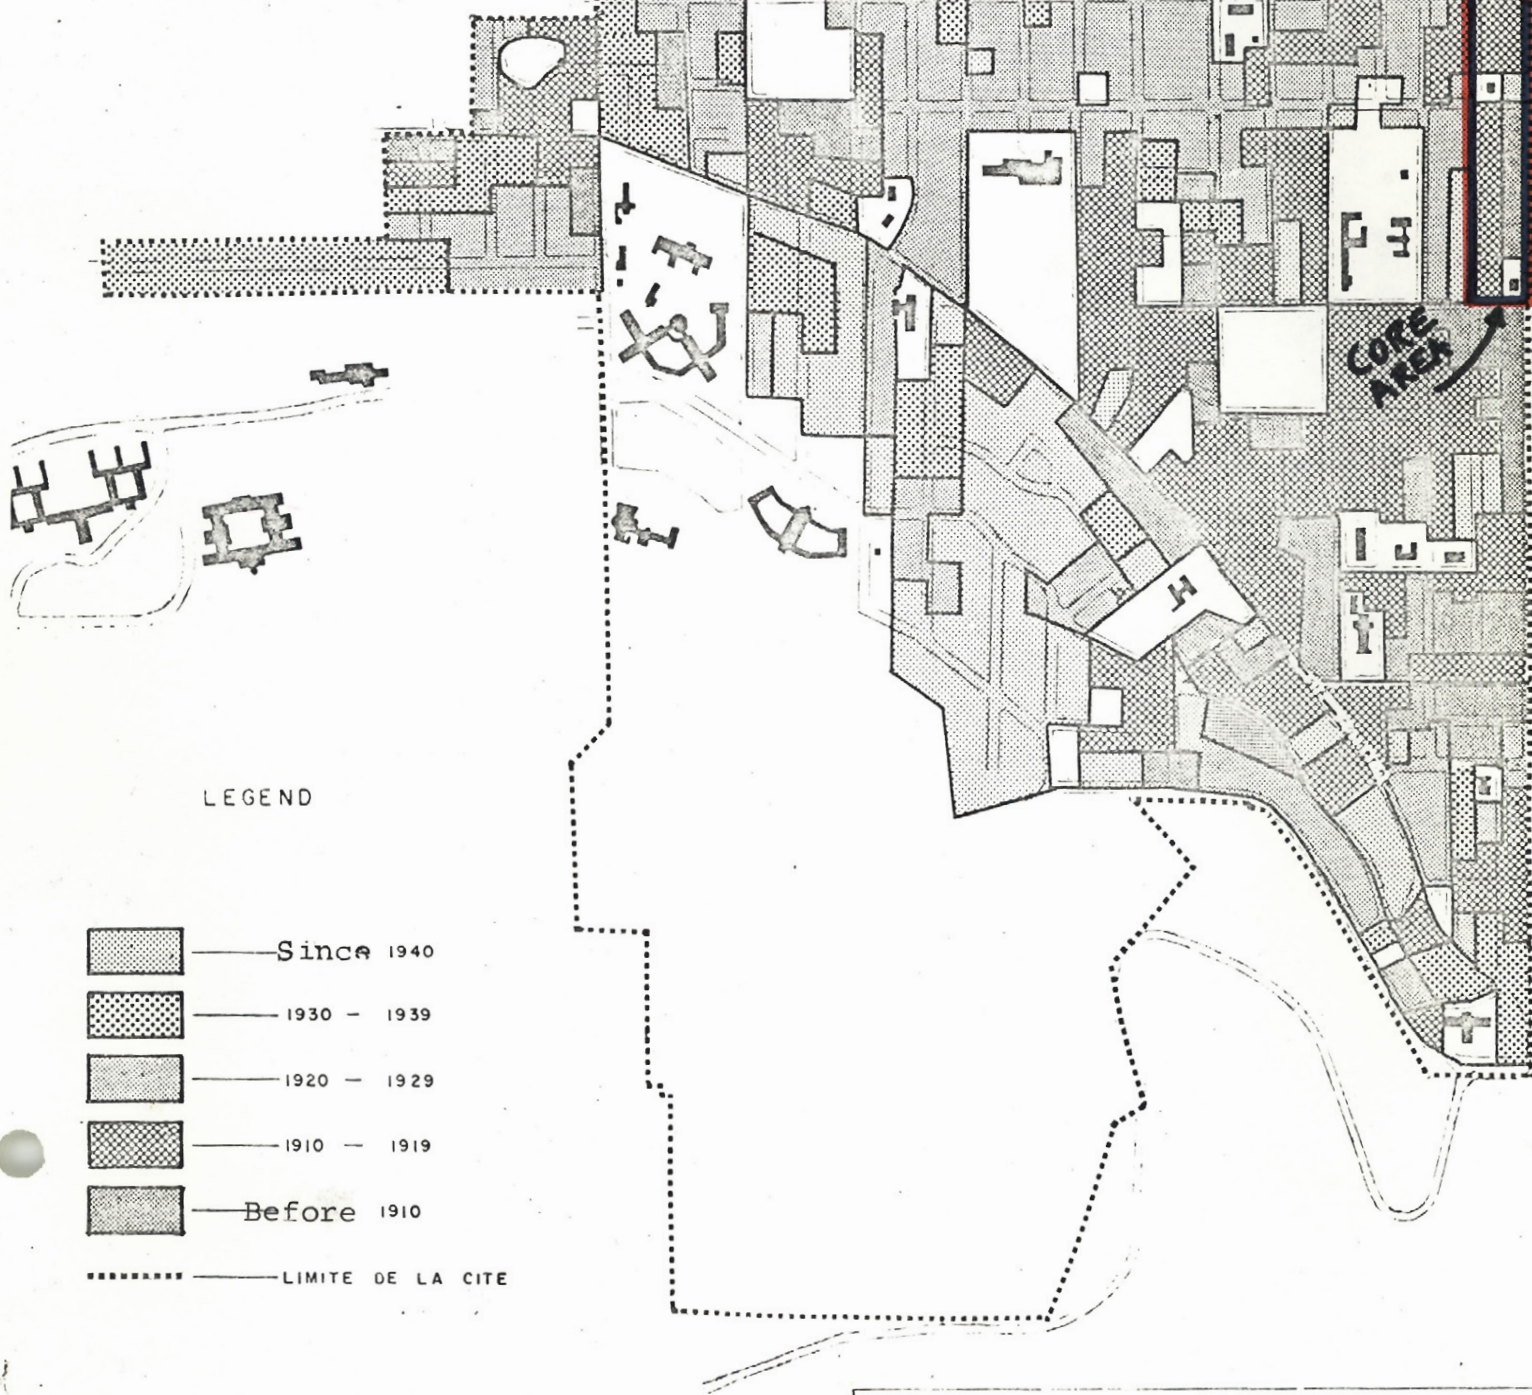 CORE
AREA
LEGEND
Since 1940
1930 - 1939
1920 - 1929
1910 - 1919
Before 1910
LIMITE DE LA CITE